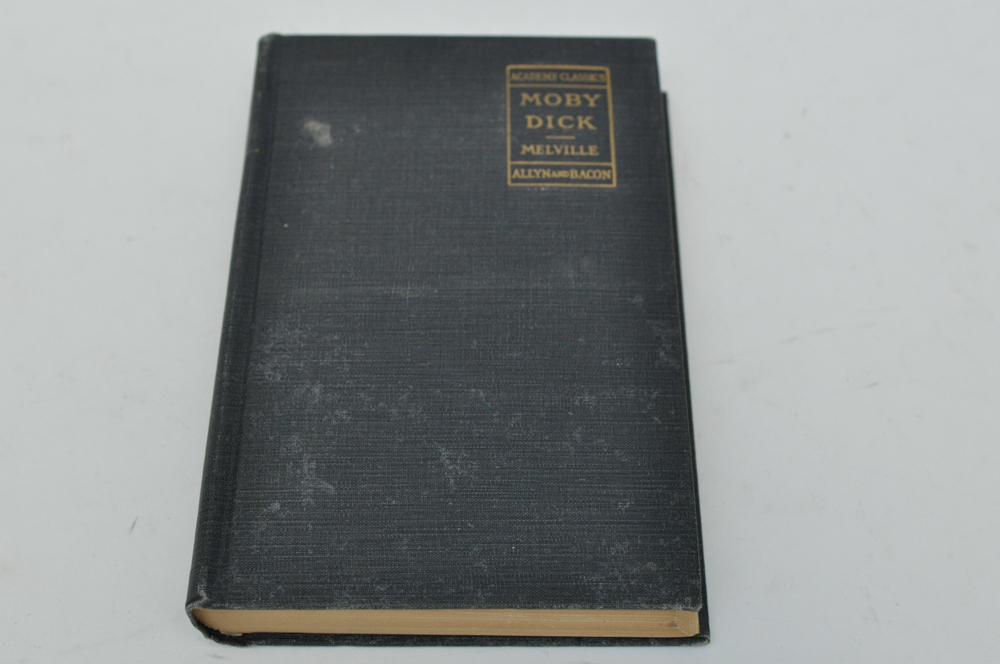 ACADEMY CLASSICS
MOBY
DICK
MELVILLE
ALLYN AND BACON